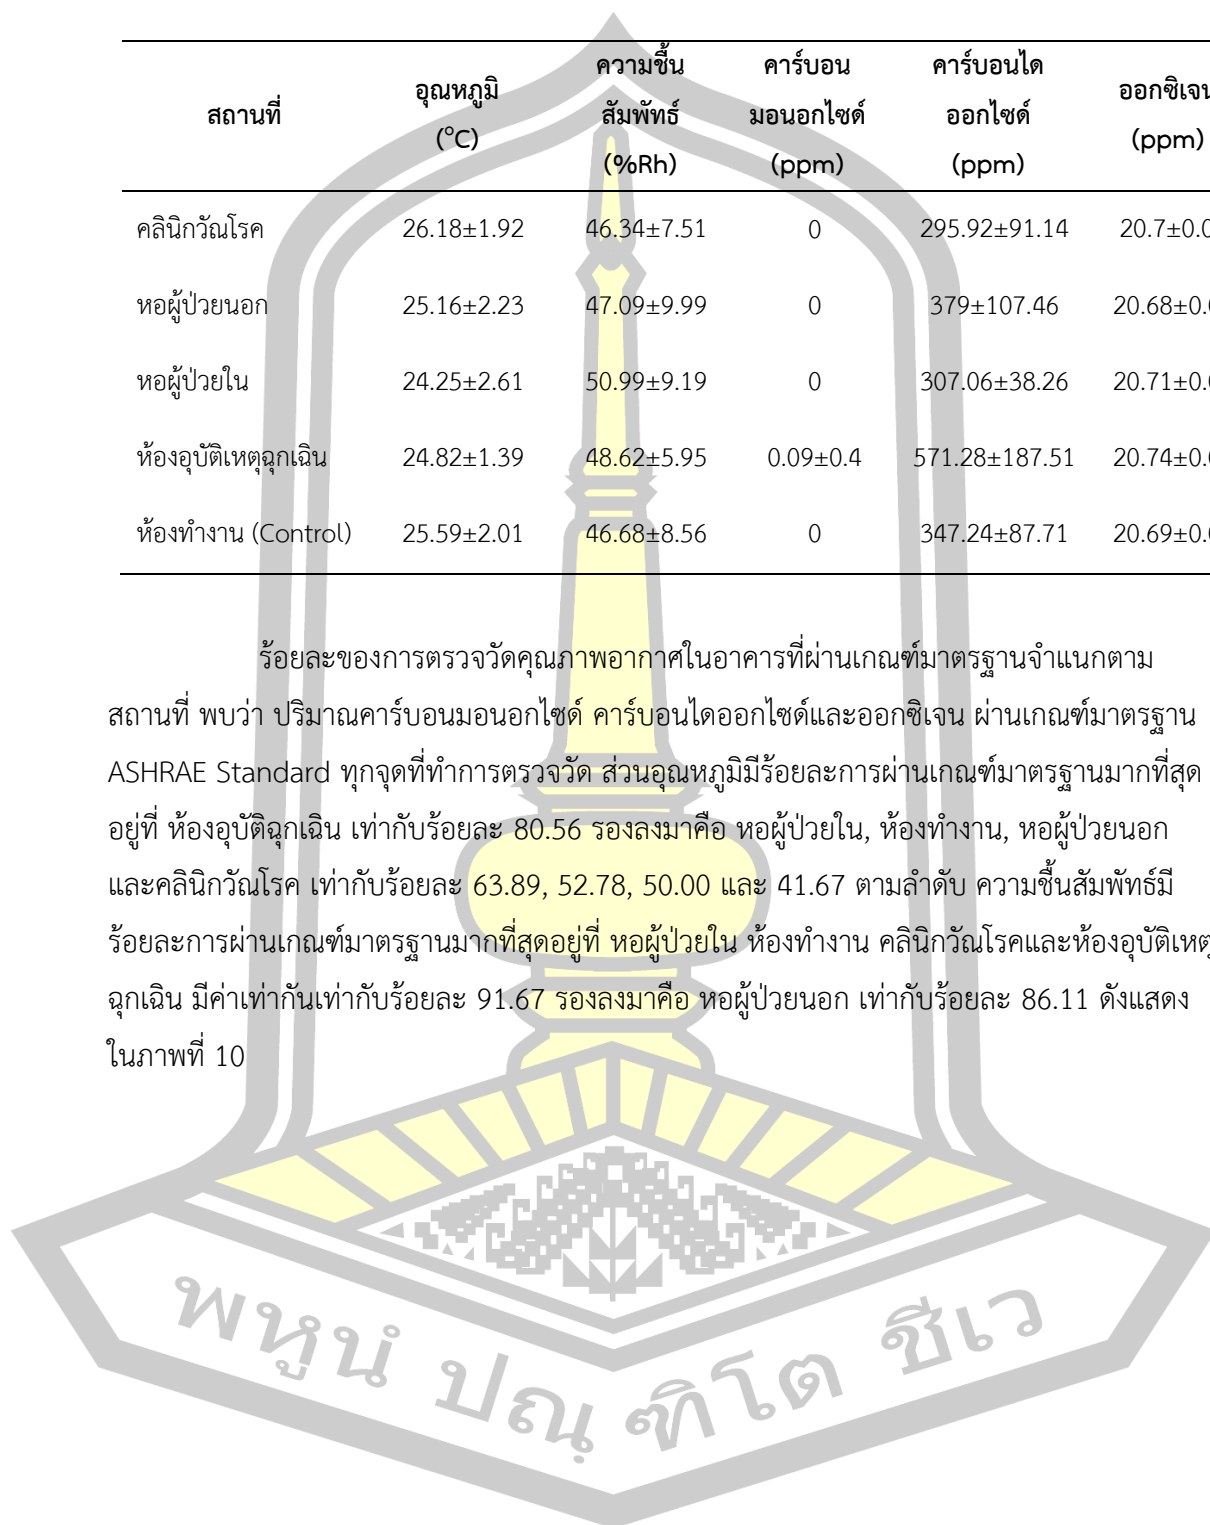 สถานที่ อุณหภูมิ (°C) ความชื้นสัมพัทธ์ (%Rh) คาร์บอนมอนอกไซด์ (ppm) คาร์บอนไดออกไซด์ (ppm) ออกซิเจน (ppm)
คลินิกวัณโรค 26.18±1.92 46.34±7.51 0 295.92±91.14 20.7±0.0
หอผู้ป่วยนอก 25.16±2.23 47.09±9.99 0 379±107.46 20.68±0.0
หอผู้ป่วยใน 24.25±2.61 50.99±9.19 0 307.06±38.26 20.71±0.0
ห้องอุบัติเหตุฉุกเฉิน 24.82±1.39 48.62±5.95 0.09±0.4 571.28±187.51 20.74±0.0
ห้องทำงาน (Control) 25.59±2.01 46.68±8.56 0 347.24±87.71 20.69±0.0
ร้อยละของการตรวจวัดคุณภาพอากาศในอาคารที่ผ่านเกณฑ์มาตรฐานจำแนกตาม
สถานที่ พบว่า ปริมาณคาร์บอนมอนอกไซด์ คาร์บอนไดออกไซด์และออกซิเจน ผ่านเกณฑ์มาตรฐาน
ASHRAE Standard ทุกจุดที่ทำการตรวจวัด ส่วนอุณหภูมิมีร้อยละการผ่านเกณฑ์มาตรฐานมากที่สุด
อยู่ที่ ห้องอุบัติฉุกเฉิน เท่ากับร้อยละ 80.56 รองลงมาคือ หอผู้ป่วยใน, ห้องทำงาน, หอผู้ป่วยนอก
และคลินิกวัณโรค เท่ากับร้อยละ 63.89, 52.78, 50.00 และ 41.67 ตามลำดับ ความชื้นสัมพัทธ์มี
ร้อยละการผ่านเกณฑ์มาตรฐานมากที่สุดอยู่ที่ หอผู้ป่วยใน ห้องทำงาน คลินิกวัณโรคและห้องอุบัติเหตุ
ฉุกเฉิน มีค่าเท่ากันเท่ากับร้อยละ 91.67 รองลงมาคือ หอผู้ป่วยนอก เท่ากับร้อยละ 86.11 ดังแสดง
ในภาพที่ 10
พหูนํ ปณฺฑิโต ชีเว